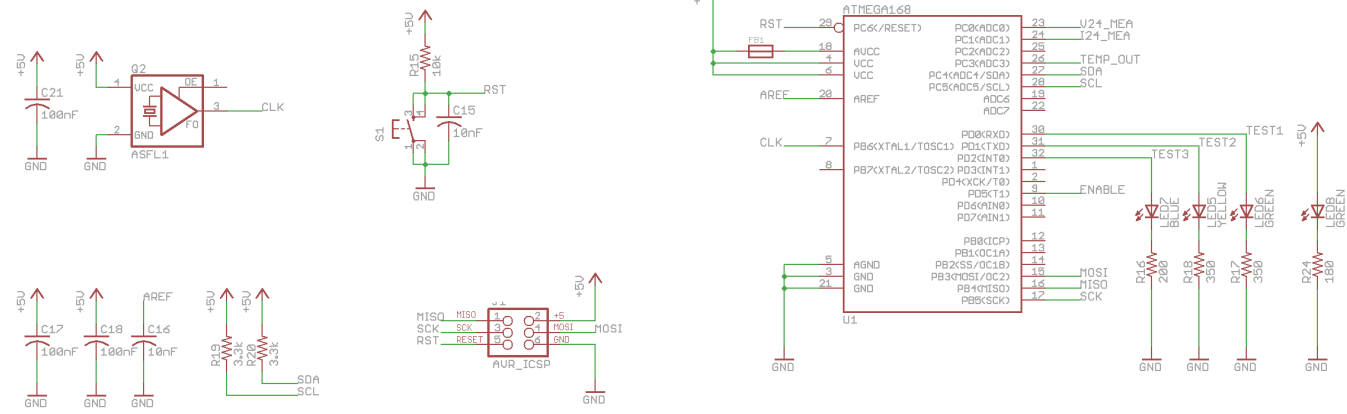 +5V
C21
100nF
GND
+5V
Q2
4
VCC
OE
1
3
CLK
FO
2
GND
ASFL1
GND
+5V
R15
10k
RST
3
4
S1
C15
10nF
1
2
GND
+5V
C17
100nF
GND
+5V
C18
100nF
GND
AREF
C16
10nF
GND
+5V
+5V
R19
3.3k
R20
3.3k
SDA
SCL
+5V
MISO
MISO
1
2
+5
SCK
SCK
3
4
MOSI
MOSI
RST
RESET
5
6
GND
AVR_ICSP
GND
ATMEGA168
RST
29
PC6(/RESET)
FB1
18
AVCC
4
VCC
6
VCC
AREF
20
AREF
CLK
7
PB6(XTAL1/TOSC1)
8
PB7(XTAL2/TOSC2)
5
AGND
3
GND
21
GND
U1
GND
PC0(ADC0)
23
V24_MEA
PC1(ADC1)
24
I24_MEA
PC2(ADC2)
25
PC3(ADC3)
26
TEMP_OUT
PC4(ADC4/SDA)
27
SDA
PC5(ADC5/SCL)
28
SCL
ADC6
19
ADC7
22
PD0(RXD)
30
TEST1
PD1(TXD)
31
TEST2
PD2(INT0)
32
TEST3
PD3(INT1)
1
PD4(XCK/T0)
2
PD5(T1)
9
ENABLE
PD6(AIN0)
10
PD7(AIN1)
11
PB0(ICP)
12
PB1(OC1A)
13
PB2(SS/OC1B)
14
PB3(MOSI/OC2)
15
MOSI
PB4(MISO)
16
MISO
PB5(SCK)
17
SCK
LED7
BLUE
R16
200
GND
LED5
YELLOW
R18
350
GND
LED6
GREEN
R17
350
GND
+5V
LED8
GREEN
R24
180
GND